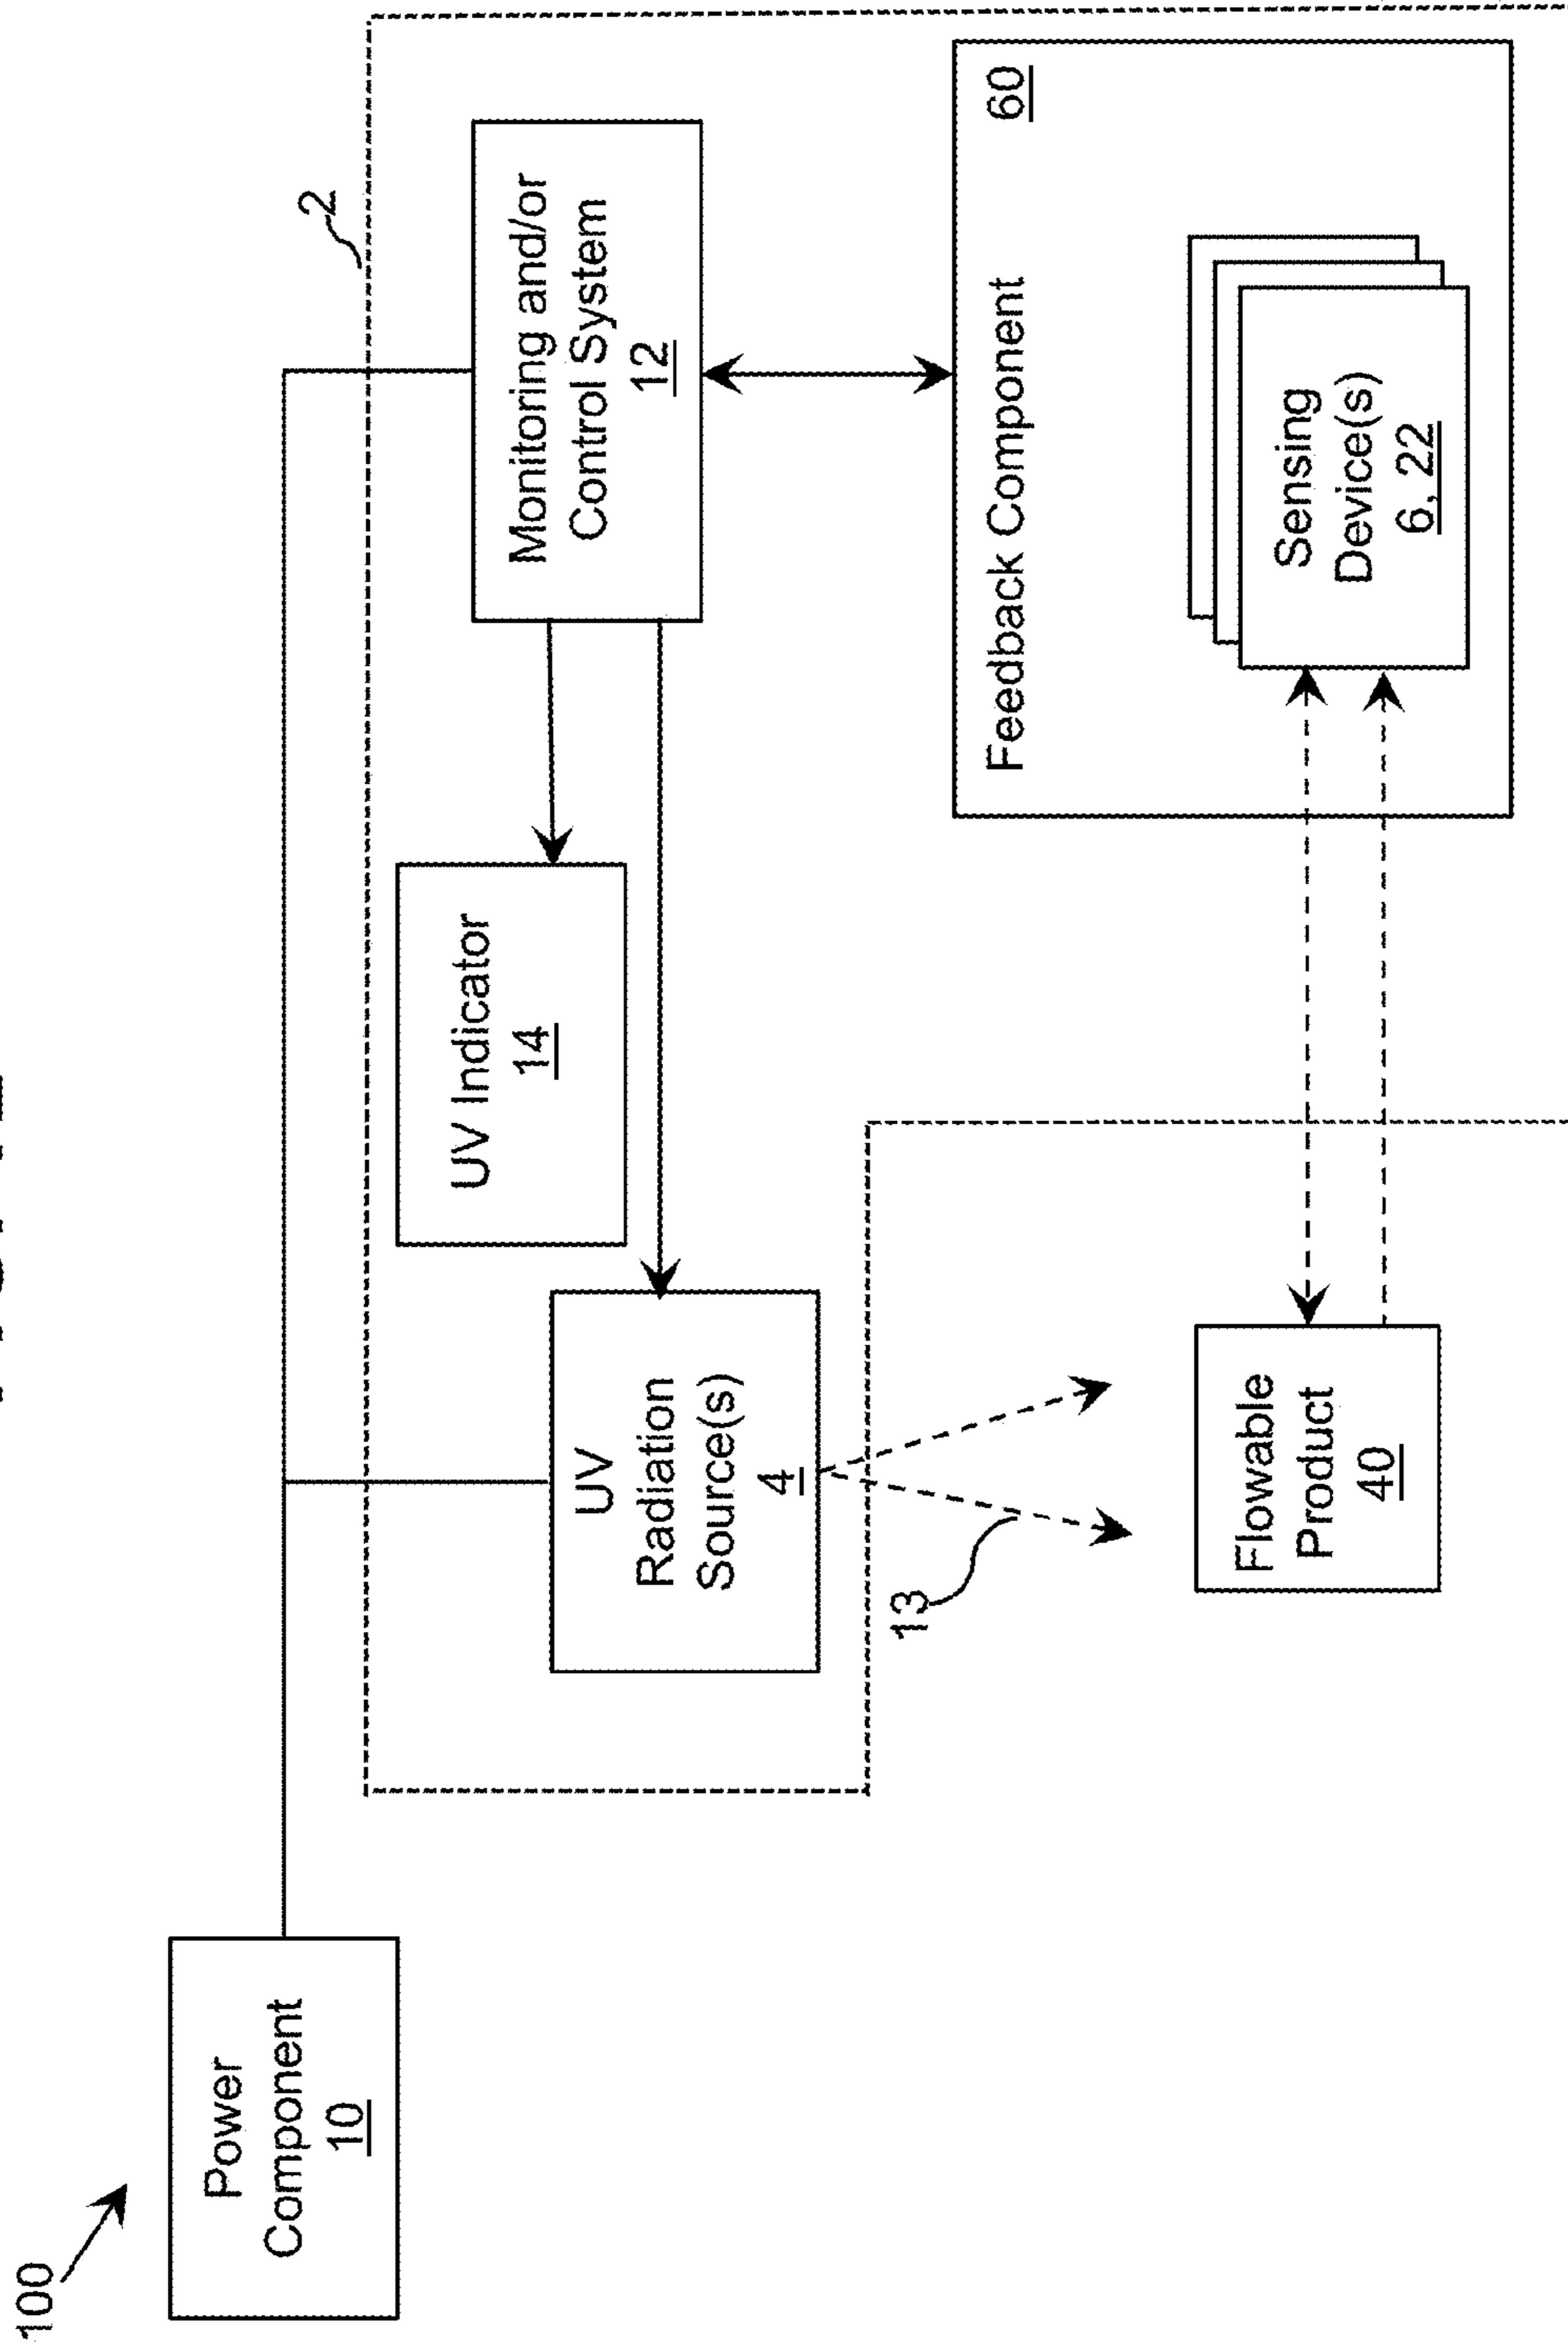 100
Power
Component
10
2
UV Indicator
14
Monitoring and/or
Control System
12
UV
Radiation
Source(s)
4
13
Feedback Component
60
Flowable
Product
40
Sensing
Device(s)
6, 22